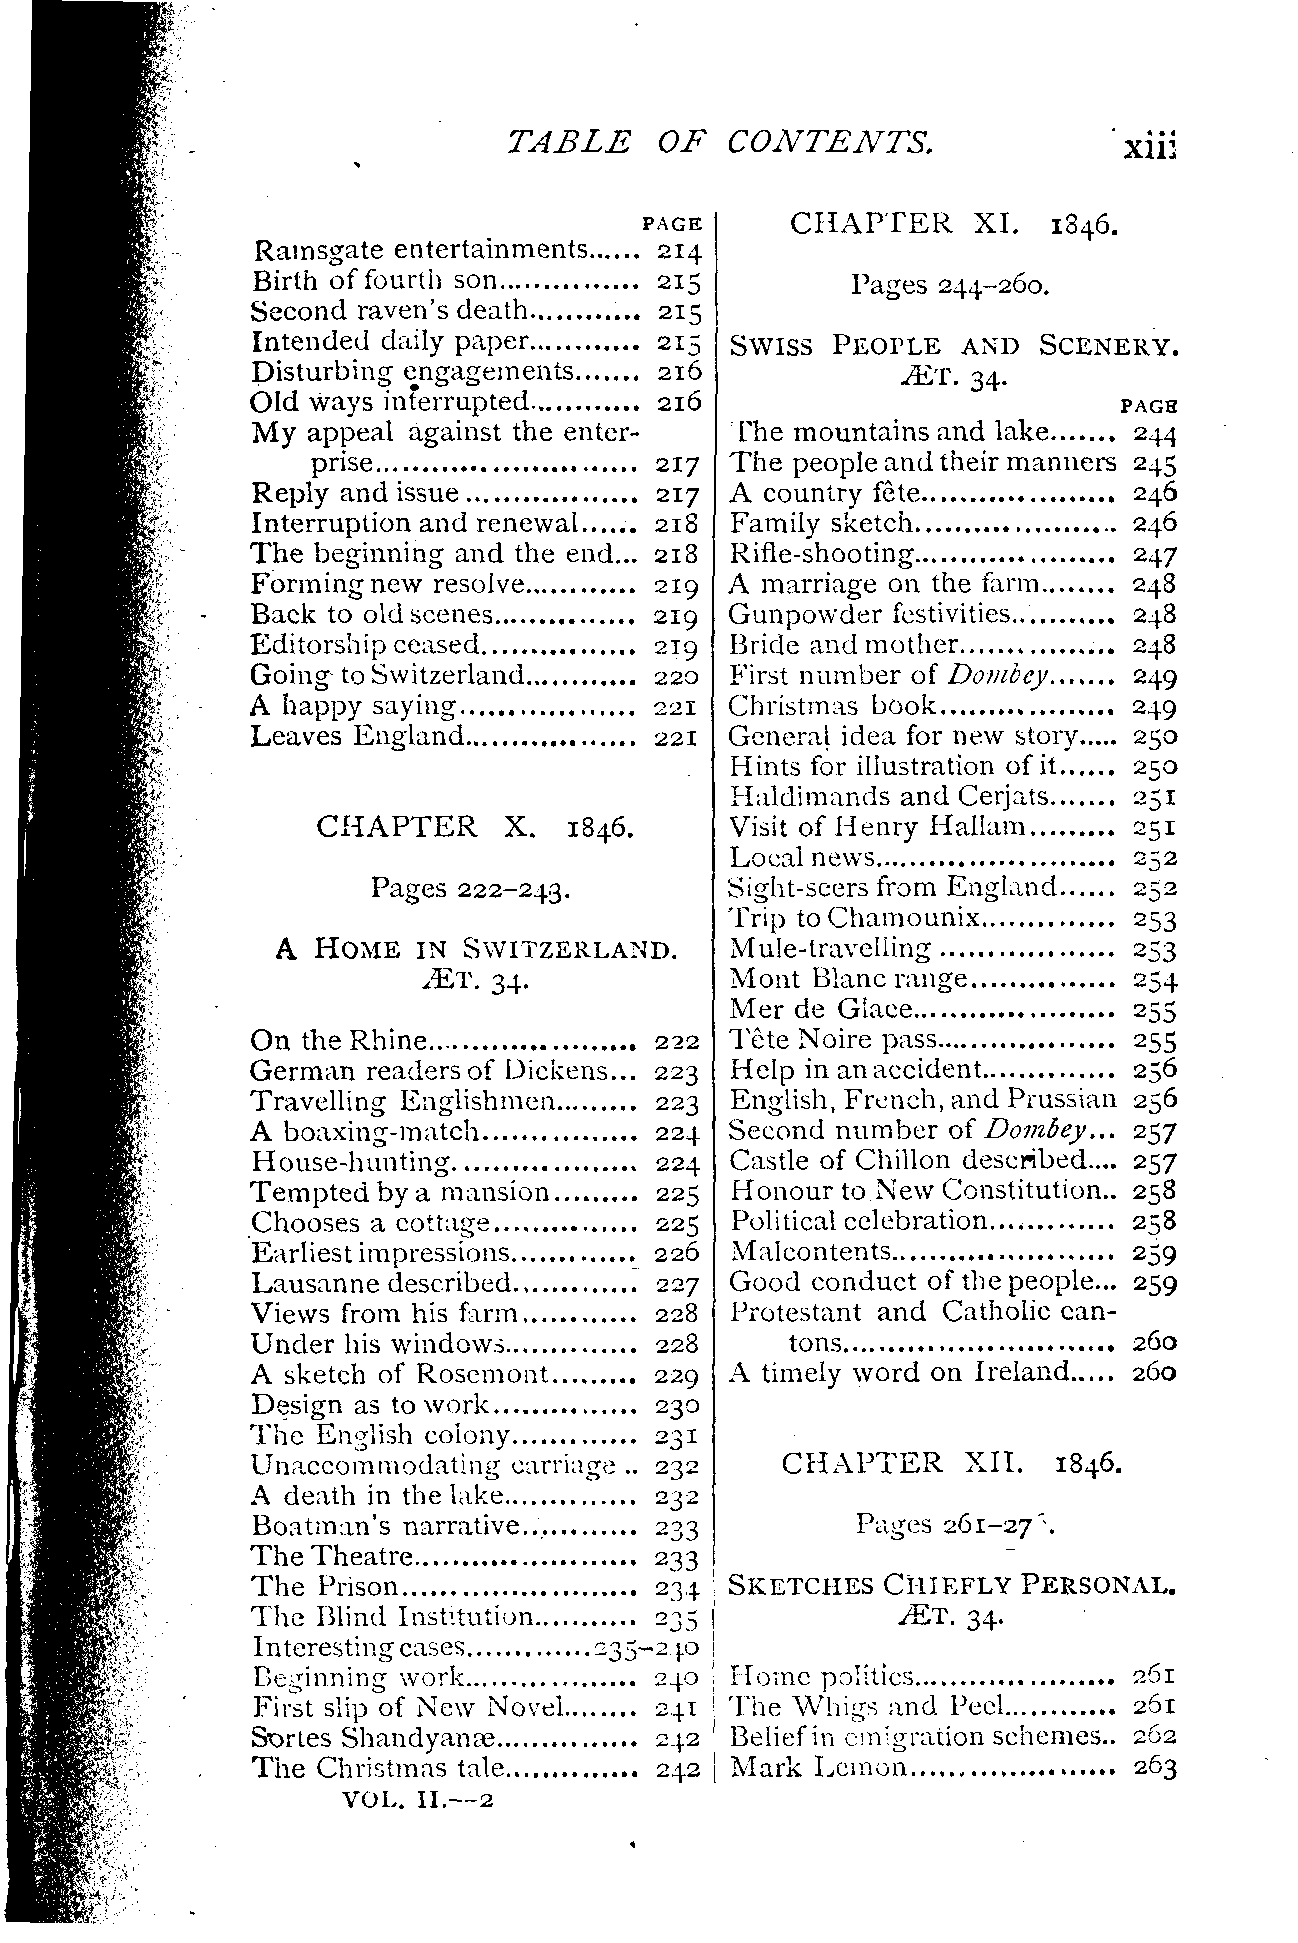 TABLE OF CONTENTS. xiii
PAGE
Ramsgate entertainments...... 214
Birth of fourth son............... 215
Second raven's death............ 215
Intended daily paper............ 215
Disturbing engagements....... 216
Old ways interrupted............ 216
My appeal against the enter-
prise........................... 217
Reply and issue.................. 217
Interruption and renewal...... 218
The beginning and the end... 218
Forming new resolve............ 219
Back to old scenes............... 219
Editorship ceased................ 219
Going to Switzerland............ 220
A happy saying.................. 221
Leaves England.................. 221
CHAPTER X. 1846.
Pages 222–243.
A HOME IN SWITZERLAND.
ÆT. 34.
On the Rhine..................... 222
German readers of Dickens... 223
Travelling Englishmen......... 223
A boaxing-match................ 224
House-hunting................... 224
Tempted by a mansion......... 225
Chooses a cottage............... 225
Earliest impressions............. 226
Lausanne described............. 227
Views from his farm............ 228
Under his windows.............. 228
A sketch of Rosemont......... 229
Design as to work............... 230
The English colony............. 231
Unaccommodating carriage .. 232
A death in the lake.............. 232
Boatman's narrative............ 233
The Theatre....................... 233
The Prison........................ 234
The Blind Institution........... 235
Interesting cases.............235–240
Beginning work.................. 240
First slip of New Novel........ 241
Sortes Shandyanæ............... 242
The Christmas tale.............. 242
VOL. II.—2
CHAPTER XI. 1846.
Pages 244–260.
SWISS PEOPLE AND SCENERY.
ÆT. 34.
PAGE
The mountains and lake....... 244
The people and their manners 245
A country fête.................... 246
Family sketch..................... 246
Rifle-shooting.................... 247
A marriage on the farm........ 248
Gunpowder festivities........... 248
Bride and mother................ 248
First number of Dombey....... 249
Christmas book.................. 249
General idea for new story..... 250
Hints for illustration of it...... 250
Haldimands and Cerjats....... 251
Visit of Henry Hallam......... 251
Local news........................ 252
Sight-seers from England...... 252
Trip to Chamounix.............. 253
Mule-travelling .................. 253
Mont Blanc range............... 254
Mer de Glace..................... 255
Tête Noire pass.................. 255
Help in an accident.............. 256
English, French, and Prussian 256
Second number of Dombey... 257
Castle of Chillon described.... 257
Honour to New Constitution.. 258
Political celebration............. 258
Malcontents....................... 259
Good conduct of the people... 259
Protestant and Catholic can-
tons............................ 260
A timely word on Ireland..... 260
CHAPTER XII. 1846.
Pages 261–27 .
SKETCHES CHIEFLY PERSONAL.
ÆT. 34.
Home politics..................... 261
The Whigs and Peel............ 261
Belief in emigration schemes.. 262
Mark Lemon..................... 263